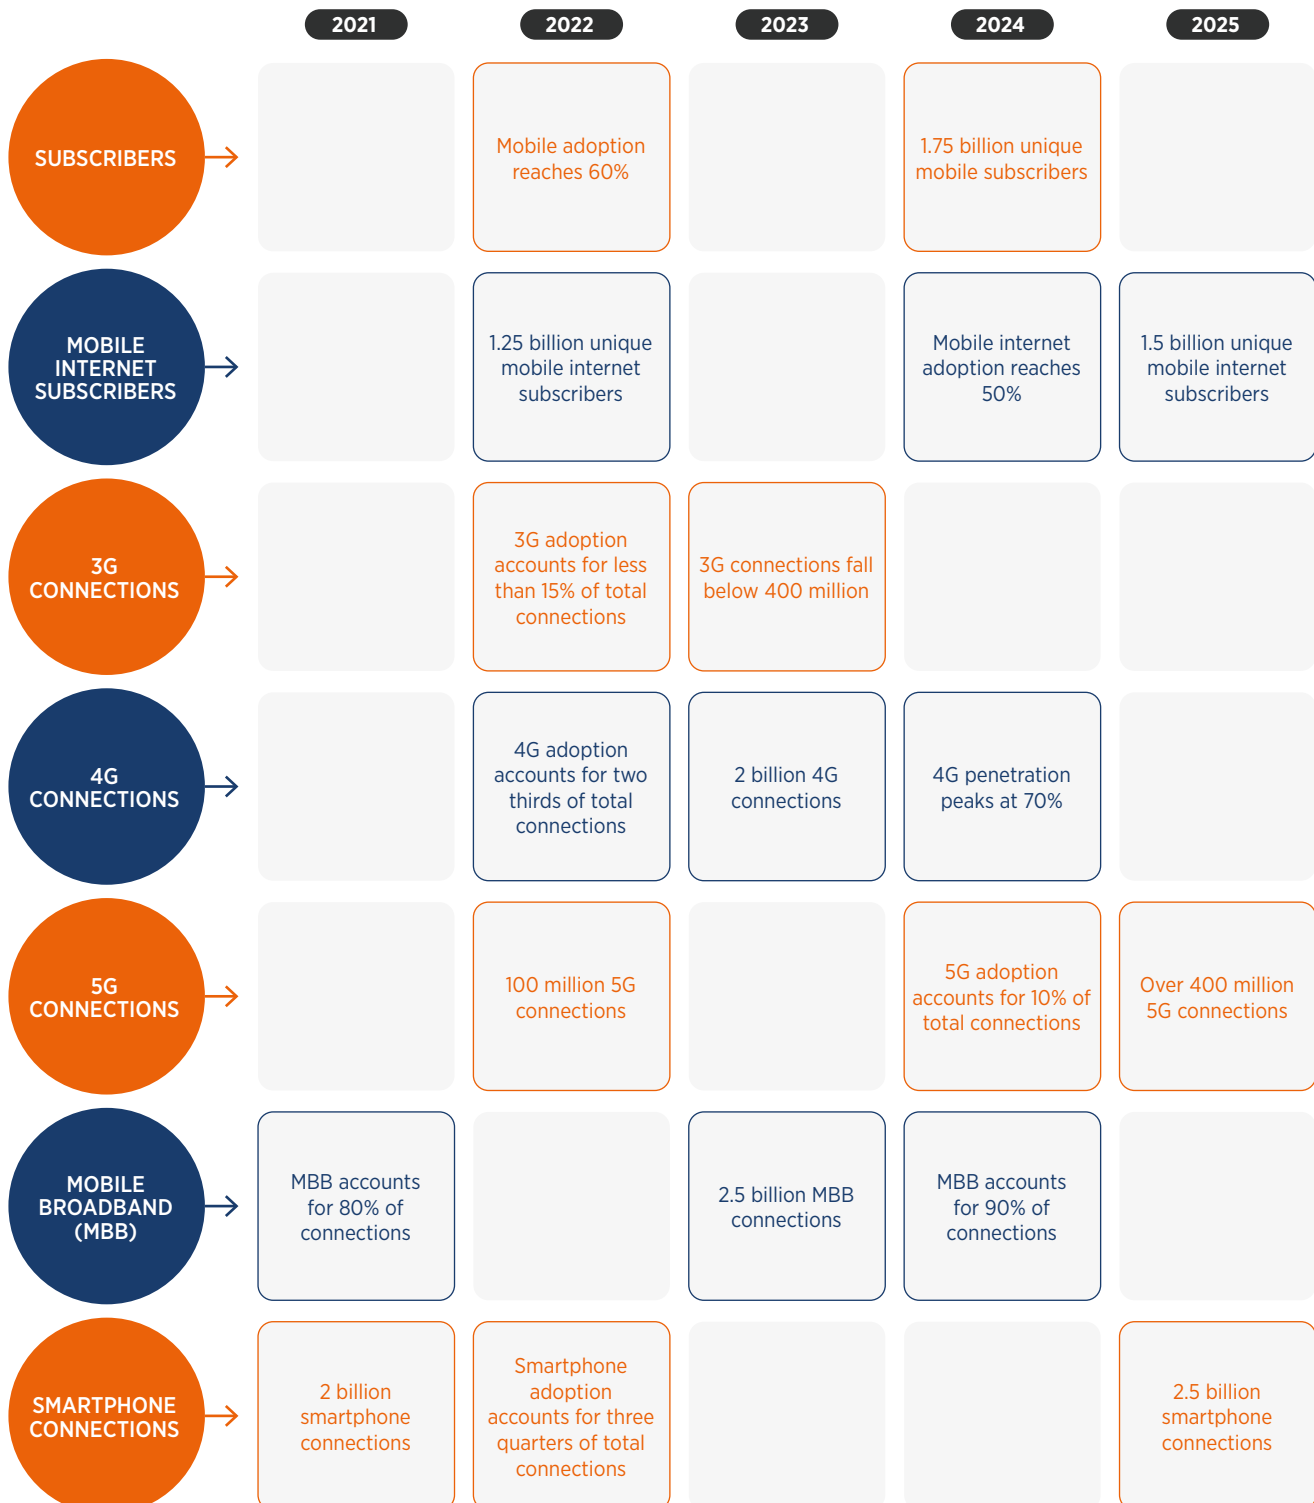 2021
2022
2023
2024
2025
SUBSCRIBERS
Mobile adoption
reaches 60%
1.75 billion unique
mobile subscribers
MOBILE
INTERNET
SUBSCRIBERS
1.25 billion unique
mobile internet
subscribers
Mobile internet
adoption reaches
50%
1.5 billion unique
mobile internet
subscribers
3G
CONNECTIONS
3G adoption
accounts for less
than 15% of total
connections
3G connections fall
below 400 million
4G
CONNECTIONS
4G adoption
accounts for two
thirds of total
connections
2 billion 4G
connections
4G penetration
peaks at 70%
5G
CONNECTIONS
100 million 5G
connections
5G adoption
accounts for 10% of
total connections
Over 400 million
5G connections
MOBILE
BROADBAND
(MBB)
MBB accounts
for 80% of
connections
2.5 billion MBB
connections
MBB accounts
for 90% of
connections
SMARTPHONE
CONNECTIONS
2 billion
smartphone
connections
Smartphone
adoption
accounts for three
quarters of total
connections
2.5 billion
smartphone
connections